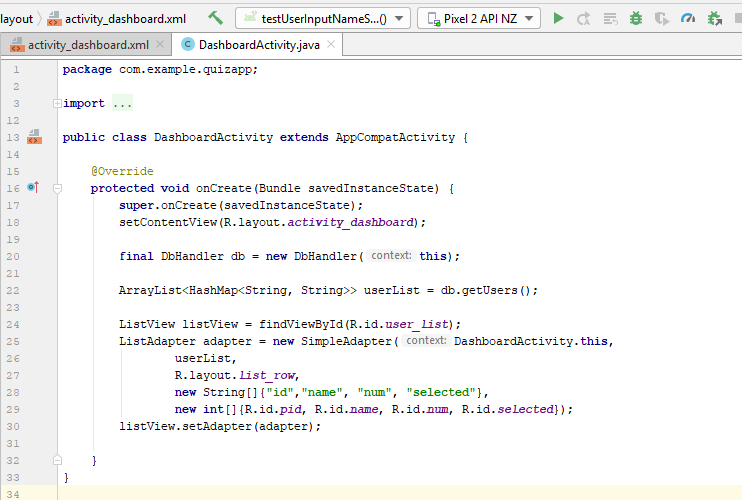 layout activity_dashboard.xml testUserInputNameS...() Pixel 2 API NZ
activity_dashboard.xml DashboardActivity.java
1 package com.example.quizapp;
2
3 import ...
12
13 public class DashboardActivity extends AppCompatActivity {
14
15 @Override
16 protected void onCreate(Bundle savedInstanceState) {
17 super.onCreate(savedInstanceState);
18 setContentView(R.layout.activity_dashboard);
19
20 final DbHandler db = new DbHandler( context: this);
21
22 ArrayList<HashMap<String, String>> userList = db.getUsers();
23
24 ListView listView = findViewById(R.id.user_list);
25 ListAdapter adapter = new SimpleAdapter( context: DashboardActivity.this,
26 userList,
27 R.layout.list_row,
28 new String[]{"id","name", "num", "selected"},
29 new int[]{R.id.pid, R.id.name, R.id.num, R.id.selected});
30 listView.setAdapter(adapter);
31
32 }
33 }
34